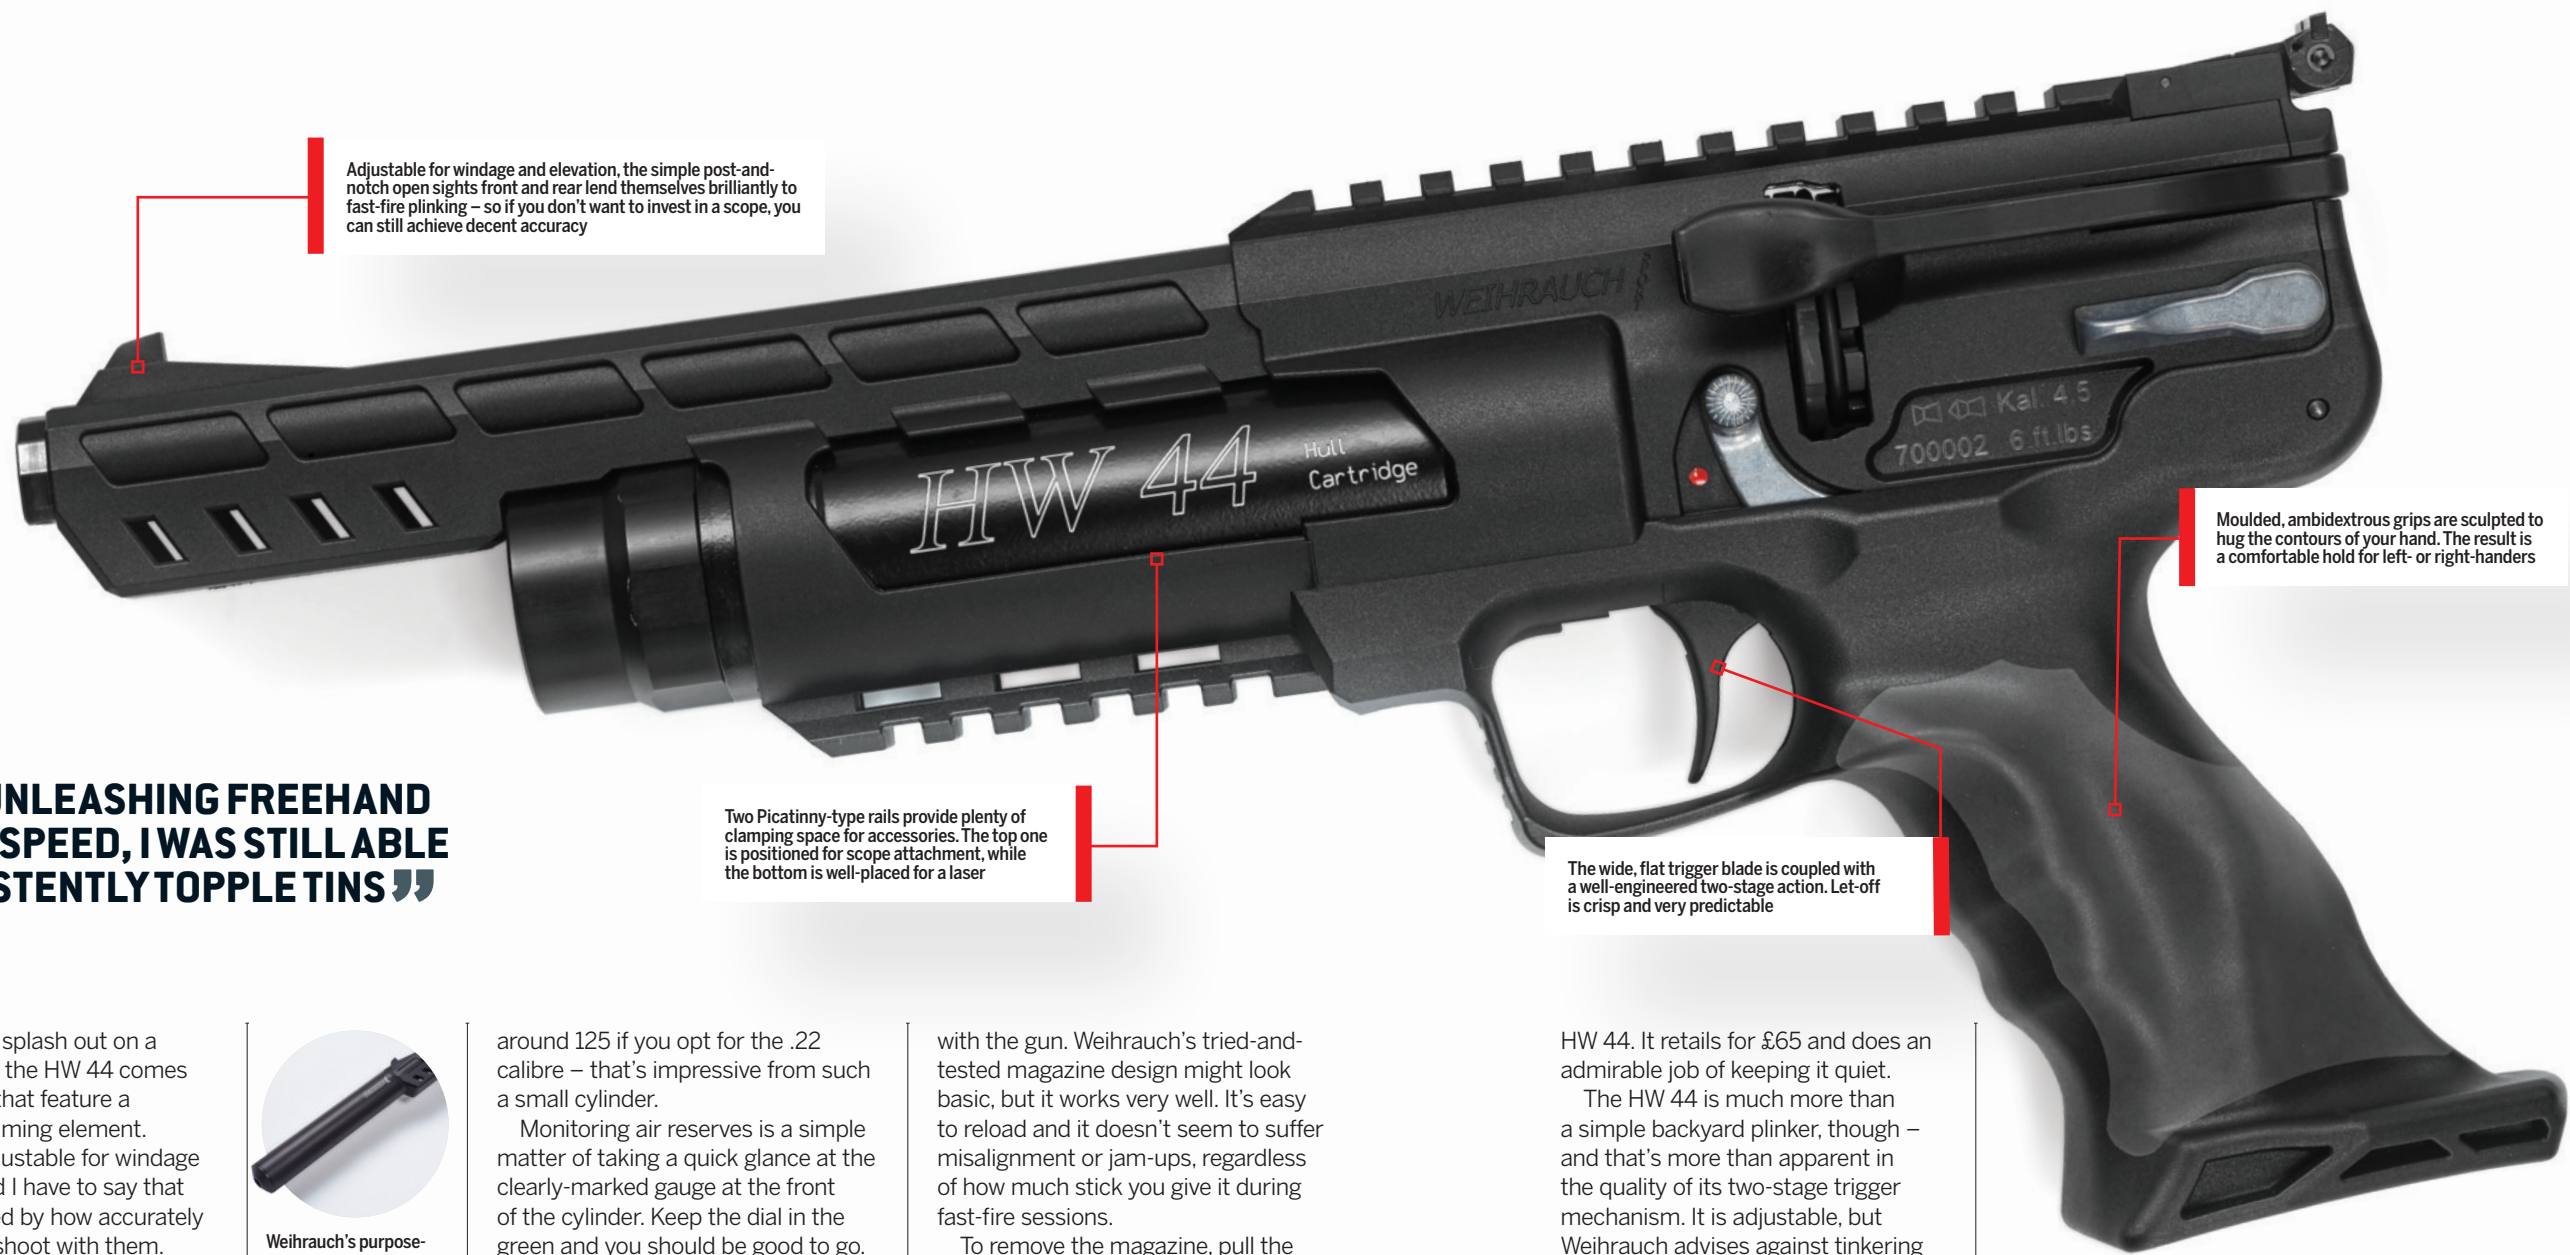 Adjustable for windage and elevation, the simple post-and-
notch open sights front and rear lend themselves brilliantly to
fast-fire plinking – so if you don't want to invest in a scope, you
can still achieve decent accuracy
WEIHRAUCH
HW 44
Hull
Cartridge
Kal. 4,5
700002 6 ft.lbs
Moulded, ambidextrous grips are sculpted to
hug the contours of your hand. The result is
a comfortable hold for left- or right-handers
Two Picatinny-type rails provide plenty of
clamping space for accessories. The top one
is positioned for scope attachment, while
the bottom is well-placed for a laser
The wide, flat trigger blade is coupled with
a well-engineered two-stage action. Let-off
is crisp and very predictable
NLEASHING FREEHAND
SPEED, I WAS STILL ABLE
STENTLY TOPPLE TINS ”
splash out on a
the HW 44 comes
that feature a
ming element.
ustable for windage
d I have to say that
d by how accurately
shoot with them.
Weihrauch's purpose-
around 125 if you opt for the .22
calibre – that's impressive from such
a small cylinder.
Monitoring air reserves is a simple
matter of taking a quick glance at the
clearly-marked gauge at the front
of the cylinder. Keep the dial in the
green and you should be good to go.
with the gun. Weihrauch's tried-and-
tested magazine design might look
basic, but it works very well. It's easy
to reload and it doesn't seem to suffer
misalignment or jam-ups, regardless
of how much stick you give it during
fast-fire sessions.
To remove the magazine, pull the
HW 44. It retails for £65 and does an
admirable job of keeping it quiet.
The HW 44 is much more than
a simple backyard plinker, though –
and that's more than apparent in
the quality of its two-stage trigger
mechanism. It is adjustable, but
Weihrauch advises against tinkering